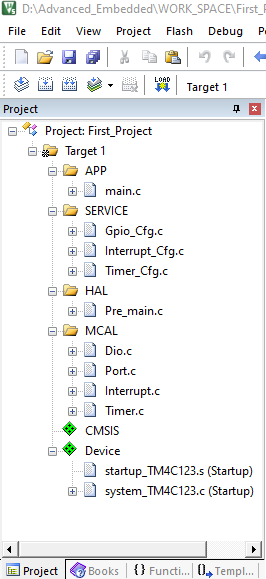 D:\Advanced_Embedded\WORK_SPACE\First_P
File Edit View Project Flash Debug
LOAD Target 1
Project
Project: First_Project
Target 1
APP
main.c
SERVICE
Gpio_Cfg.c
Interrupt_Cfg.c
Timer_Cfg.c
HAL
Pre_main.c
MCAL
Dio.c
Port.c
Interrupt.c
Timer.c
CMSIS
Device
startup_TM4C123.s (Startup)
system_TM4C123.c (Startup)
Project Books {} Functi... Templ...